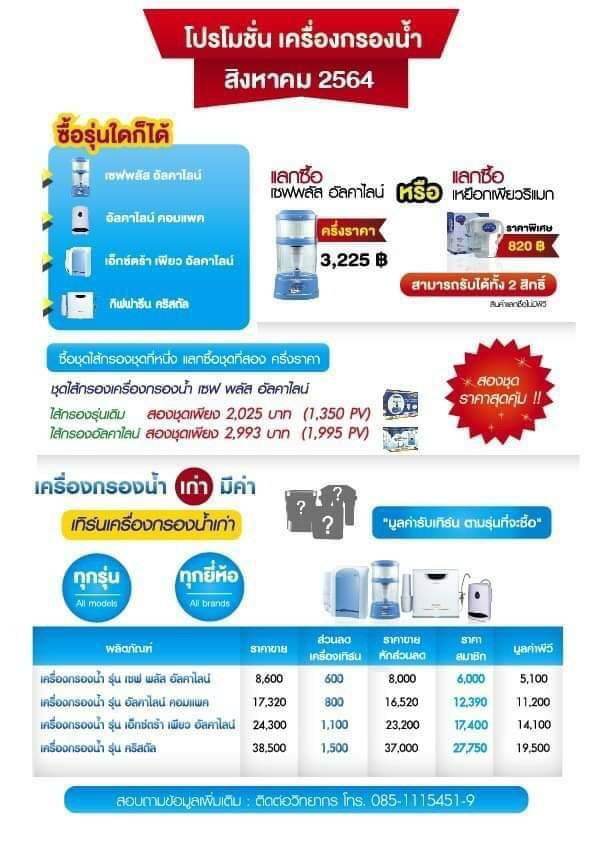 โปรโมชั่น เครื่องกรองน้ำ
สิงหาคม 2564
ซื้อรุ่นใดก็ได้
เซฟพลัส อัลคาไลน์
อัลคาไลน์ คอมแพค
เอ็กซ์ตร้า เพียว อัลคาไลน์
กิฟฟารีน คริสตัล
แลกซื้อ
เซฟพลัส อัลคาไลน์
ครึ่งราคา
3,225 ฿
หรือ
แลกซื้อ
เหยือกเพียวริแมก
ราคาพิเศษ
820 ฿
สามารถรับได้ทั้ง 2 สิทธิ์
สินค้าแลกซื้อไม่มีพีวี
ซื้อชุดไส้กรองชุดที่หนึ่ง แลกซื้อชุดที่สอง ครึ่งราคา
ชุดไส้กรองเครื่องกรองน้ำ เซฟ พลัส อัลคาไลน์
ไส้กรองรุ่นเดิม สองชุดเพียง 2,025 บาท (1,350 PV)
ไส้กรองอัลคาไลน์ สองชุดเพียง 2,993 บาท (1,995 PV)
สองชุด
ราคาสุดคุ้ม !!
เครื่องกรองน้ำ เก่า มีค่า
เทิร์นเครื่องกรองน้ำเก่า
? ? ?
"มูลค่ารับเทิร์น ตามรุ่นที่จะซื้อ"
ทุกรุ่น
All models
ทุกยี่ห้อ
All brands
ผลิตภัณฑ์ ราคาขาย ส่วนลดเครื่องเทิร์น ราคาขายหักส่วนลด ราคาสมาชิก มูลค่าพีวี
เครื่องกรองน้ำ รุ่น เซฟ พลัส อัลคาไลน์ 8,600 600 8,000 6,000 5,100
เครื่องกรองน้ำ รุ่น อัลคาไลน์ คอมแพค 17,320 800 16,520 12,390 11,200
เครื่องกรองน้ำ รุ่น เอ็กซ์ตร้า เพียว อัลคาไลน์ 24,300 1,100 23,200 17,400 14,100
เครื่องกรองน้ำ รุ่น คริสตัล 38,500 1,500 37,000 27,750 19,500
สอบถามข้อมูลเพิ่มเติม : ติดต่อวิทยากร โทร. 085-1115451-9